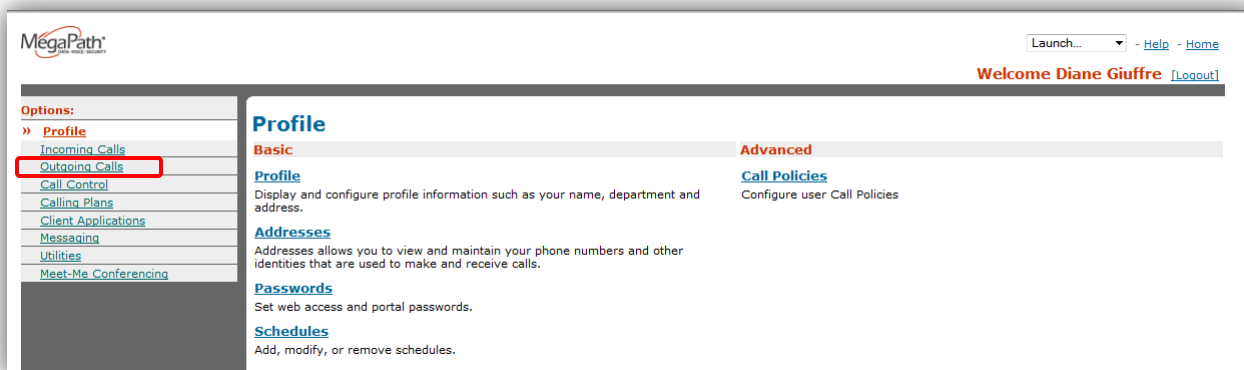 MegaPath
DATA · VOICE · SECURITY
Launch... - Help - Home
Welcome Diane Giuffre [Logout]
Options:
» Profile
Incoming Calls
Outgoing Calls
Call Control
Calling Plans
Client Applications
Messaging
Utilities
Meet-Me Conferencing
Profile
Basic
Profile
Display and configure profile information such as your name, department and
address.
Addresses
Addresses allows you to view and maintain your phone numbers and other
identities that are used to make and receive calls.
Passwords
Set web access and portal passwords.
Schedules
Add, modify, or remove schedules.
Advanced
Call Policies
Configure user Call Policies